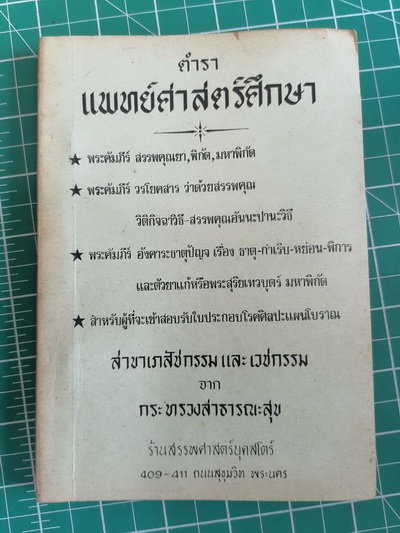 ตำรา
แพทย์ศาสตร์ศึกษา
★ พระคัมภีร์ สรรพคุณยา, พิกัด, มหาพิกัด
★ พระคัมภีร์ วรโยคสาร ว่าด้วยสรรพคุณ
วิติกิจฉาวิธี-สรรพคุณอันนะปานะวิธี
★ พระคัมภีร์ อังคาระธาตุปัญจ เรื่อง ธาตุ-กำเริบ-หย่อน-พิการ
และตัวยาแก้หรือพระสุริยเทวบุตร์ มหาพิกัด
★ สำหรับผู้ที่จะเข้าสอบรับใบประกอบโรคศิลปะแผนโบราณ
สาขาเภสัชกรรม และ เวชกรรม
จาก
กระทรวงสาธารณะสุข
ร้านสรรพศาสตร์บุคสโตร์
409-411 ถนนสุขุมวิท พระนคร